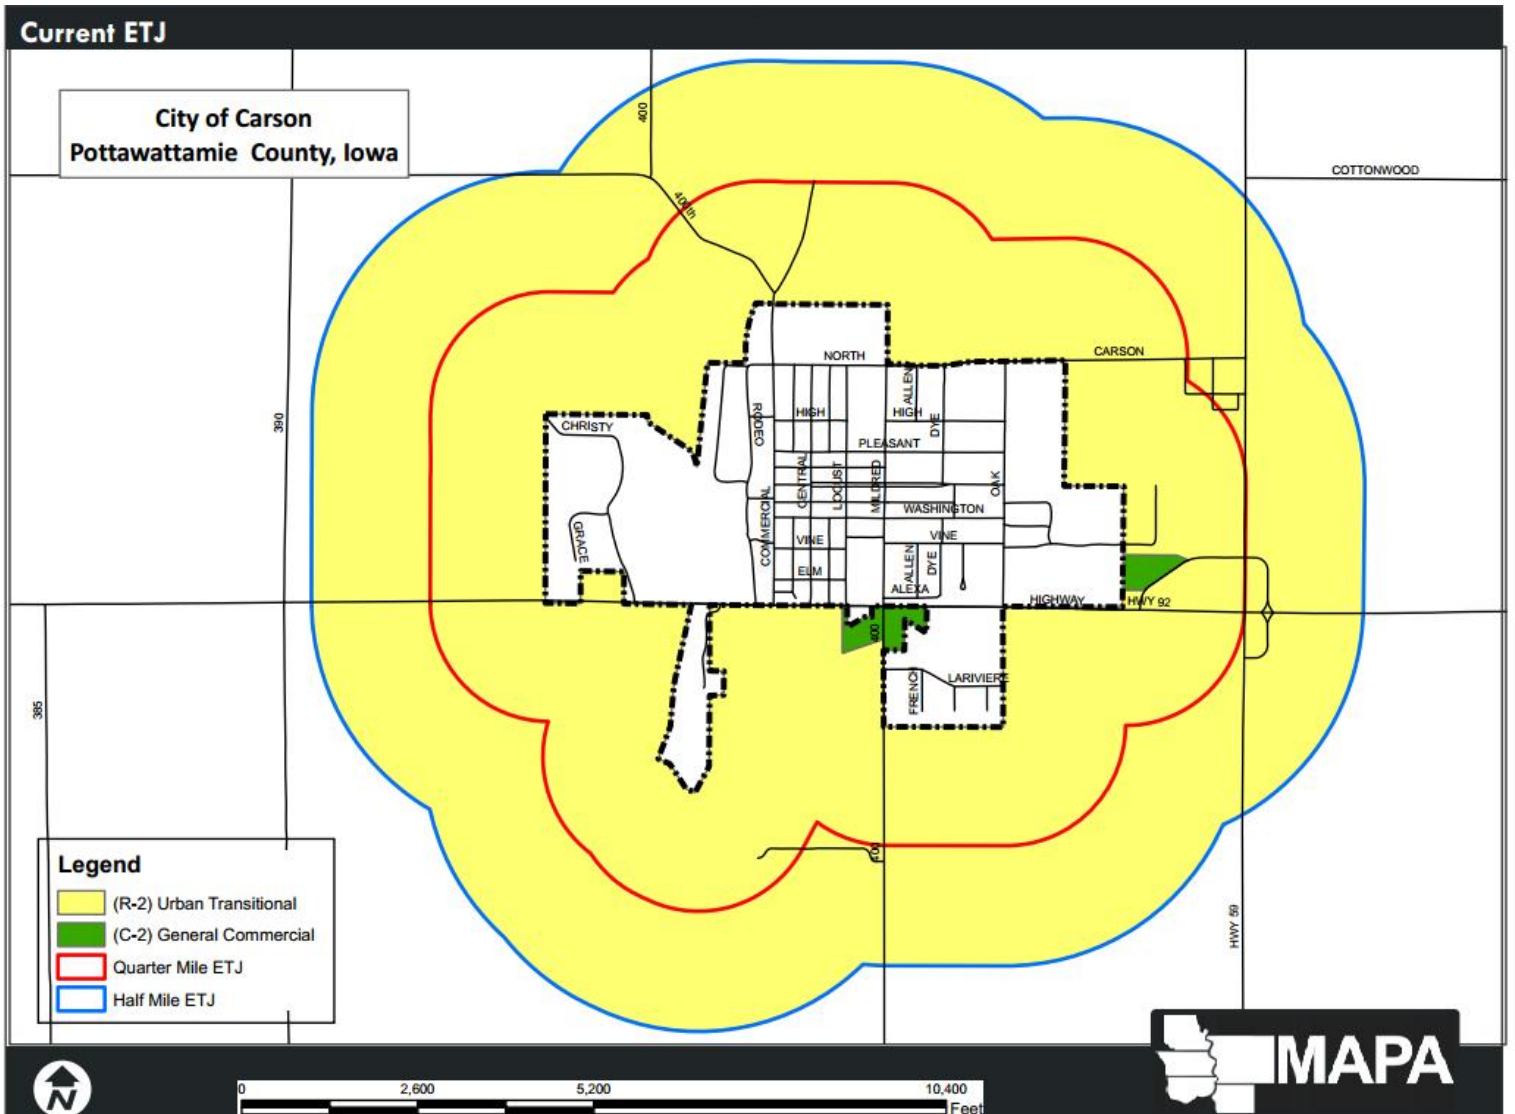 Current ETJ
City of Carson
Pottawattamie County, Iowa
400
COTTONWOOD
400th
NORTH
CARSON
ALLEN
390
CHRISTY
RODEO
HIGH
HIGH
DYE
PLEASANT
CENTRAL
LOCUST
MILDRED
OAK
COMMERCIAL
WASHINGTON
GRACE
VINE
VINE
ELM
ALLEN
DYE
ALEXA
HIGHWAY
HWY 92
400
385
FRENCH
LARIVIERE
400
HWY 59
Legend
(R-2) Urban Transitional
(C-2) General Commercial
Quarter Mile ETJ
Half Mile ETJ
N
0 2,600 5,200 10,400
Feet
MAPA